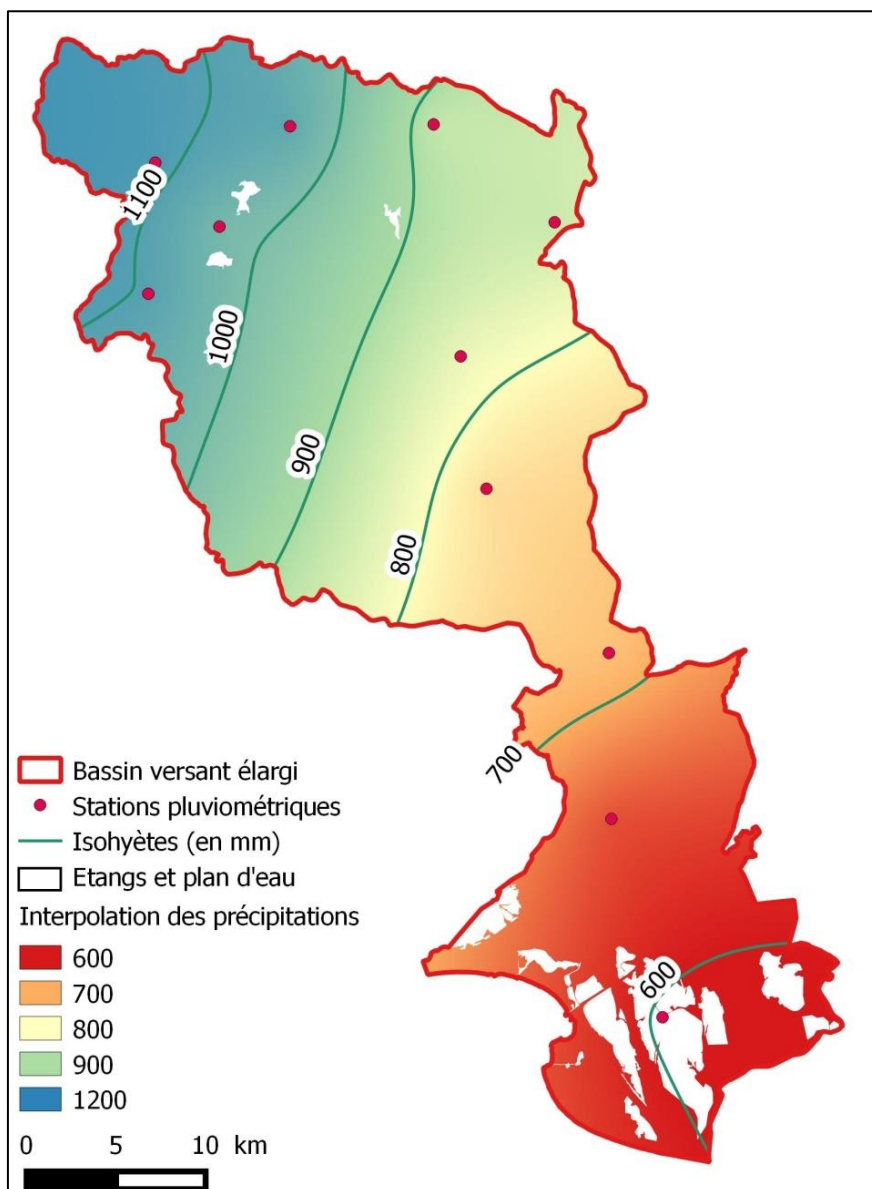 1100
1000
900
800
700
600
Bassin versant élargi
Stations pluviométriques
Isohyètes (en mm)
Etangs et plan d'eau
Interpolation des précipitations
600
700
800
900
1200
0 5 10 km